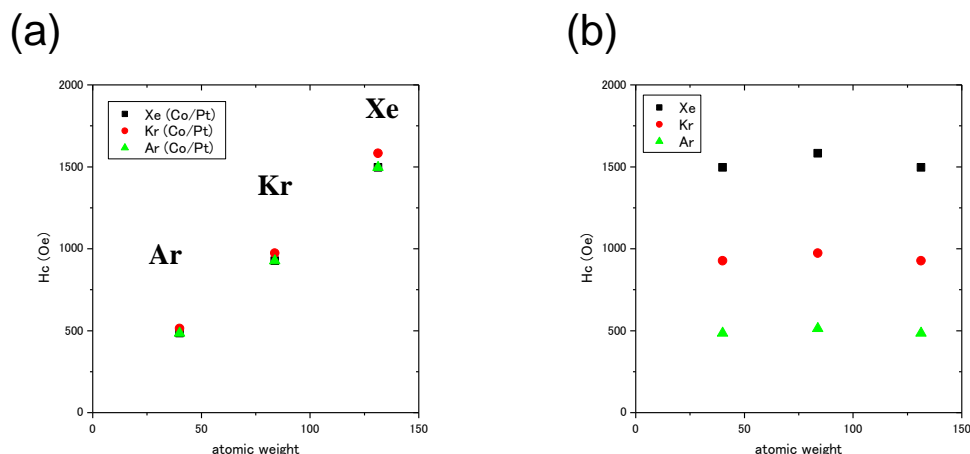 (a)
(b)
2000
1500
1000
500
0
Hc (Oe)
Xe (Co/Pt)
Kr (Co/Pt)
Ar (Co/Pt)
Xe
Kr
Ar
0 50 100 150
atomic weight
2000
1500
1000
500
0
Hc (Oe)
Xe
Kr
Ar
0 50 100 150
atomic weight